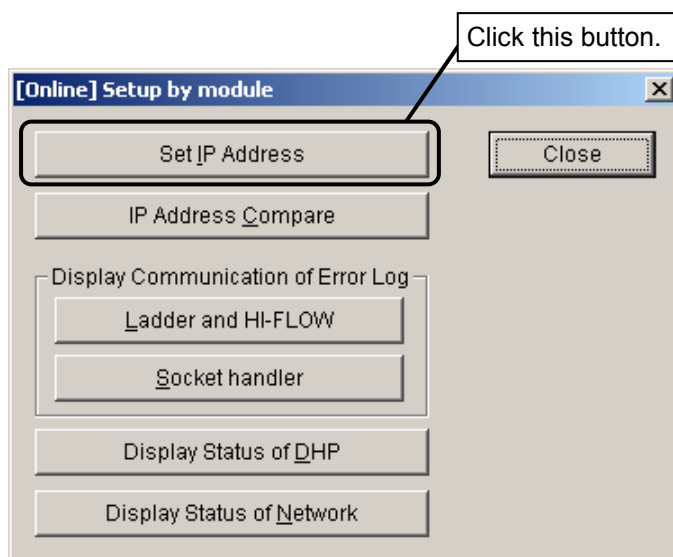 Click this button.
[Online] Setup by module
Set IP Address
Close
IP Address Compare
Display Communication of Error Log
Ladder and HI-FLOW
Socket handler
Display Status of DHP
Display Status of Network